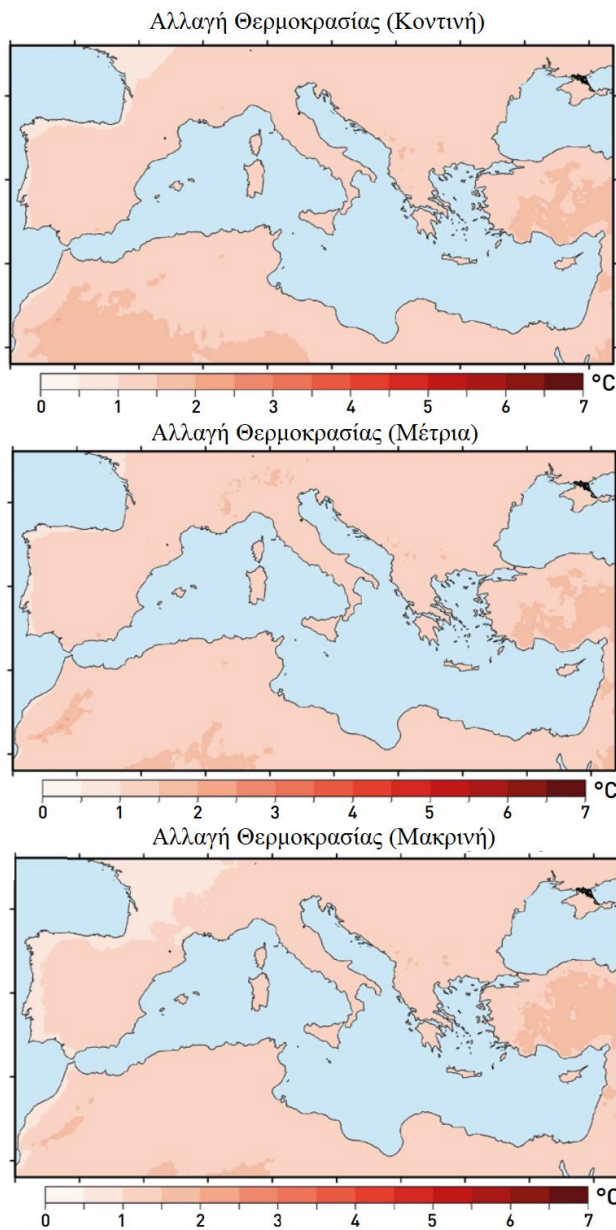 Αλλαγή Θερμοκρασίας (Κοντινή)
0 1 2 3 4 5 6 7 °C
Αλλαγή Θερμοκρασίας (Μέτρια)
0 1 2 3 4 5 6 7 °C
Αλλαγή Θερμοκρασίας (Μακρινή)
0 1 2 3 4 5 6 7 °C